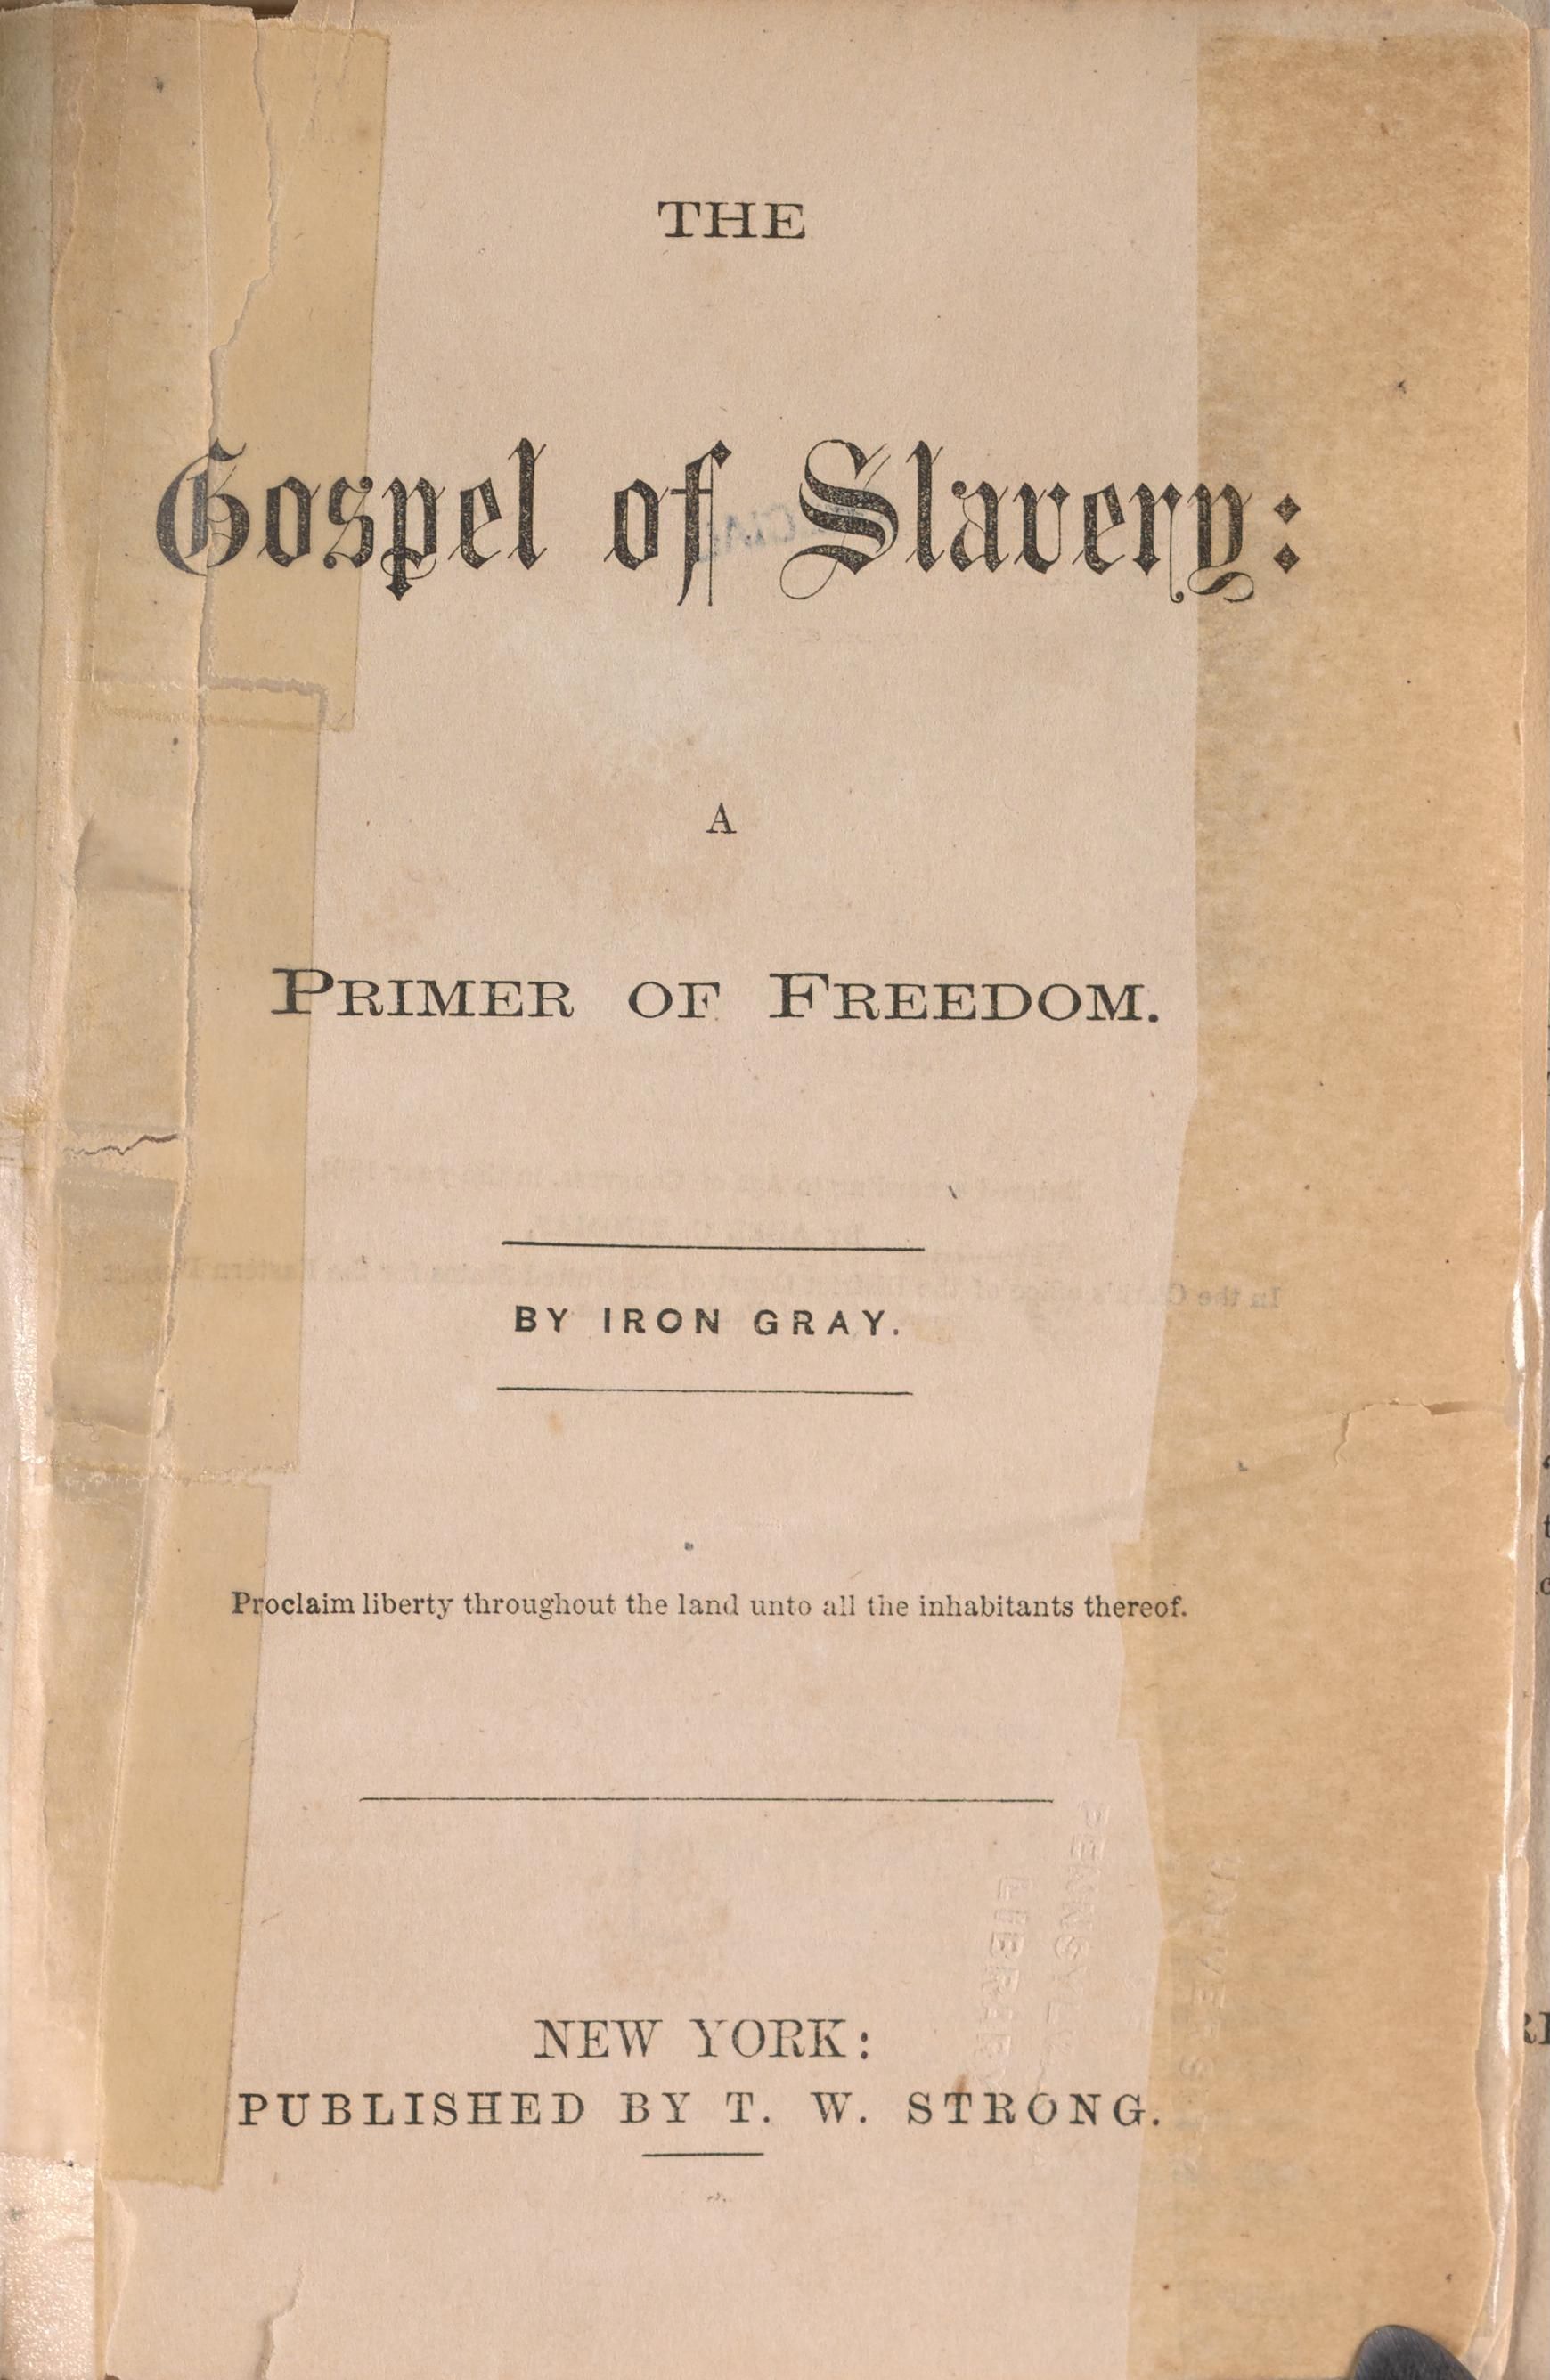 THE
Gospel of Slavery:
A
PRIMER OF FREEDOM.
BY IRON GRAY.
Proclaim liberty throughout the land unto all the inhabitants thereof.
NEW YORK:
PUBLISHED BY T. W. STRONG.